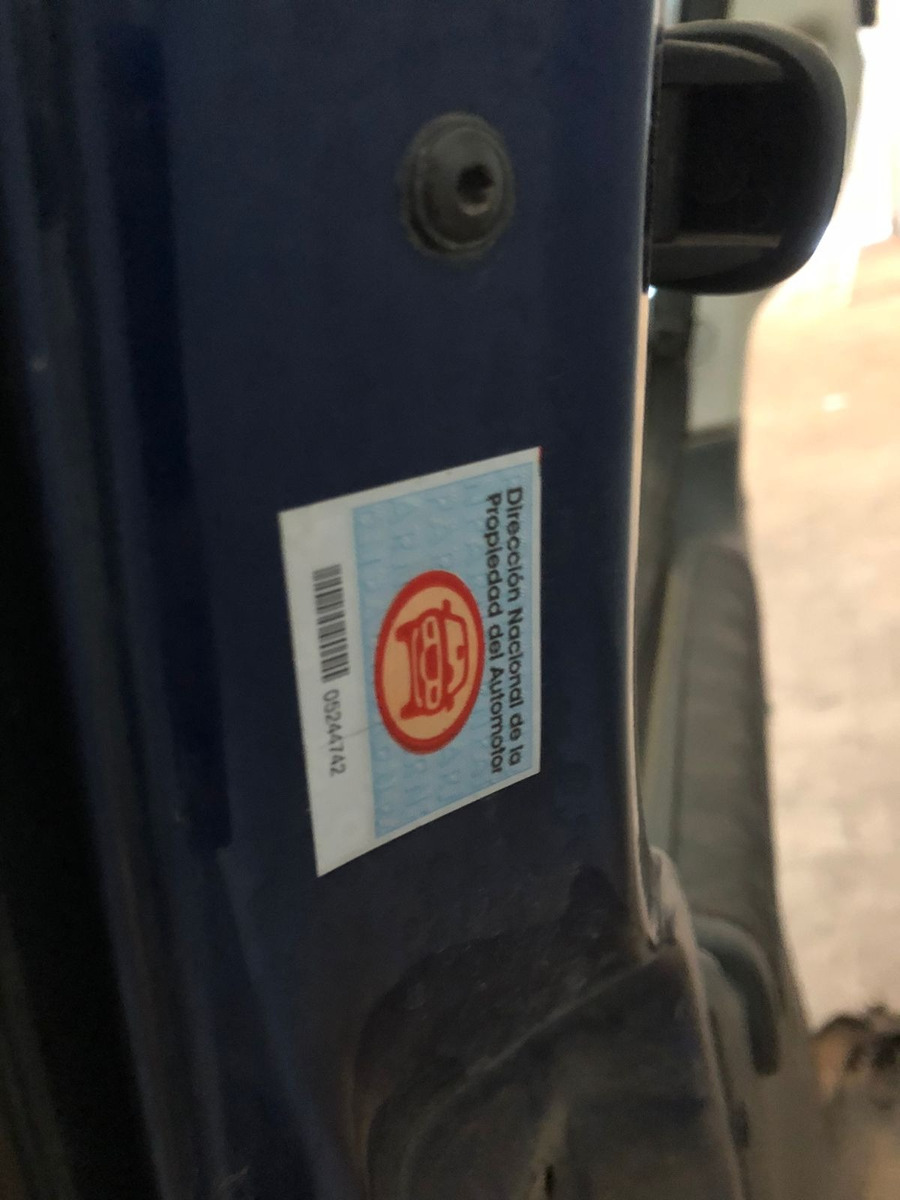 Dirección Nacional de la
Propiedad del Automotor
05244742